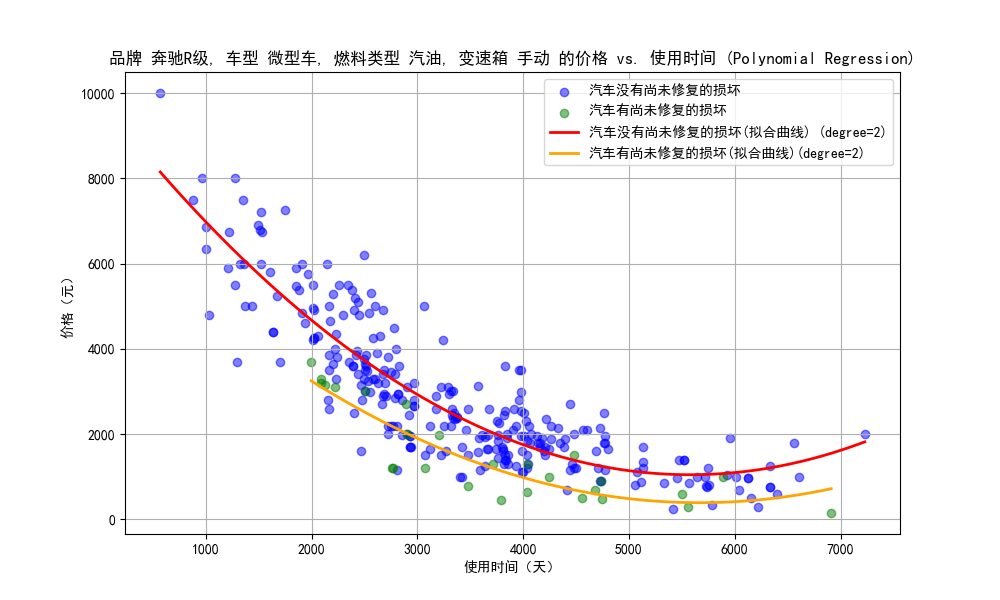 品牌 奔驰R级, 车型 微型车, 燃料类型 汽油, 变速箱 手动 的价格 vs. 使用时间 (Polynomial Regression)
汽车没有尚未修复的损坏
汽车有尚未修复的损坏
汽车没有尚未修复的损坏(拟合曲线) (degree=2)
汽车有尚未修复的损坏(拟合曲线)(degree=2)
10000
8000
6000
4000
2000
0
价格（元）
1000 2000 3000 4000 5000 6000 7000
使用时间（天）